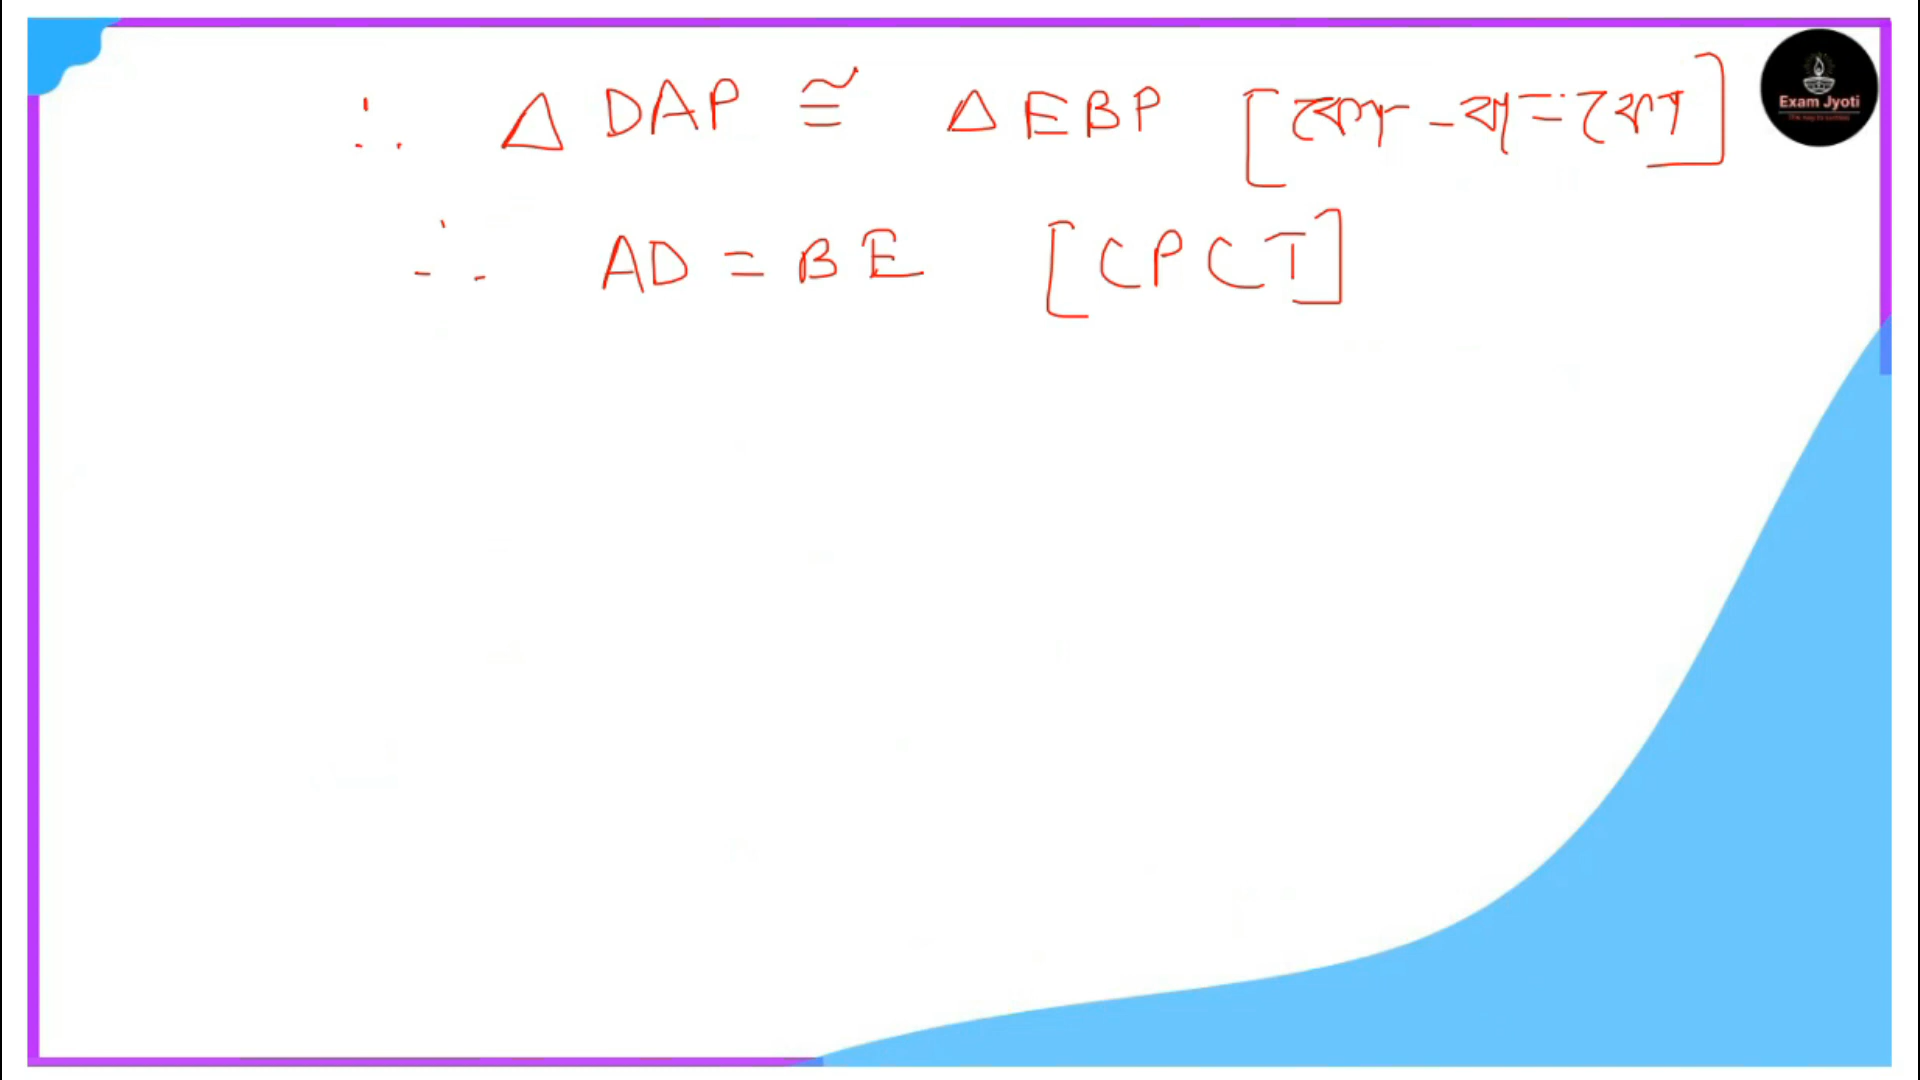 ∴ △ DAP ≅ △ EBP [কোণ - বাহু - কোণ]
Exam Jyoti
∴ AD = BE [CPCT]